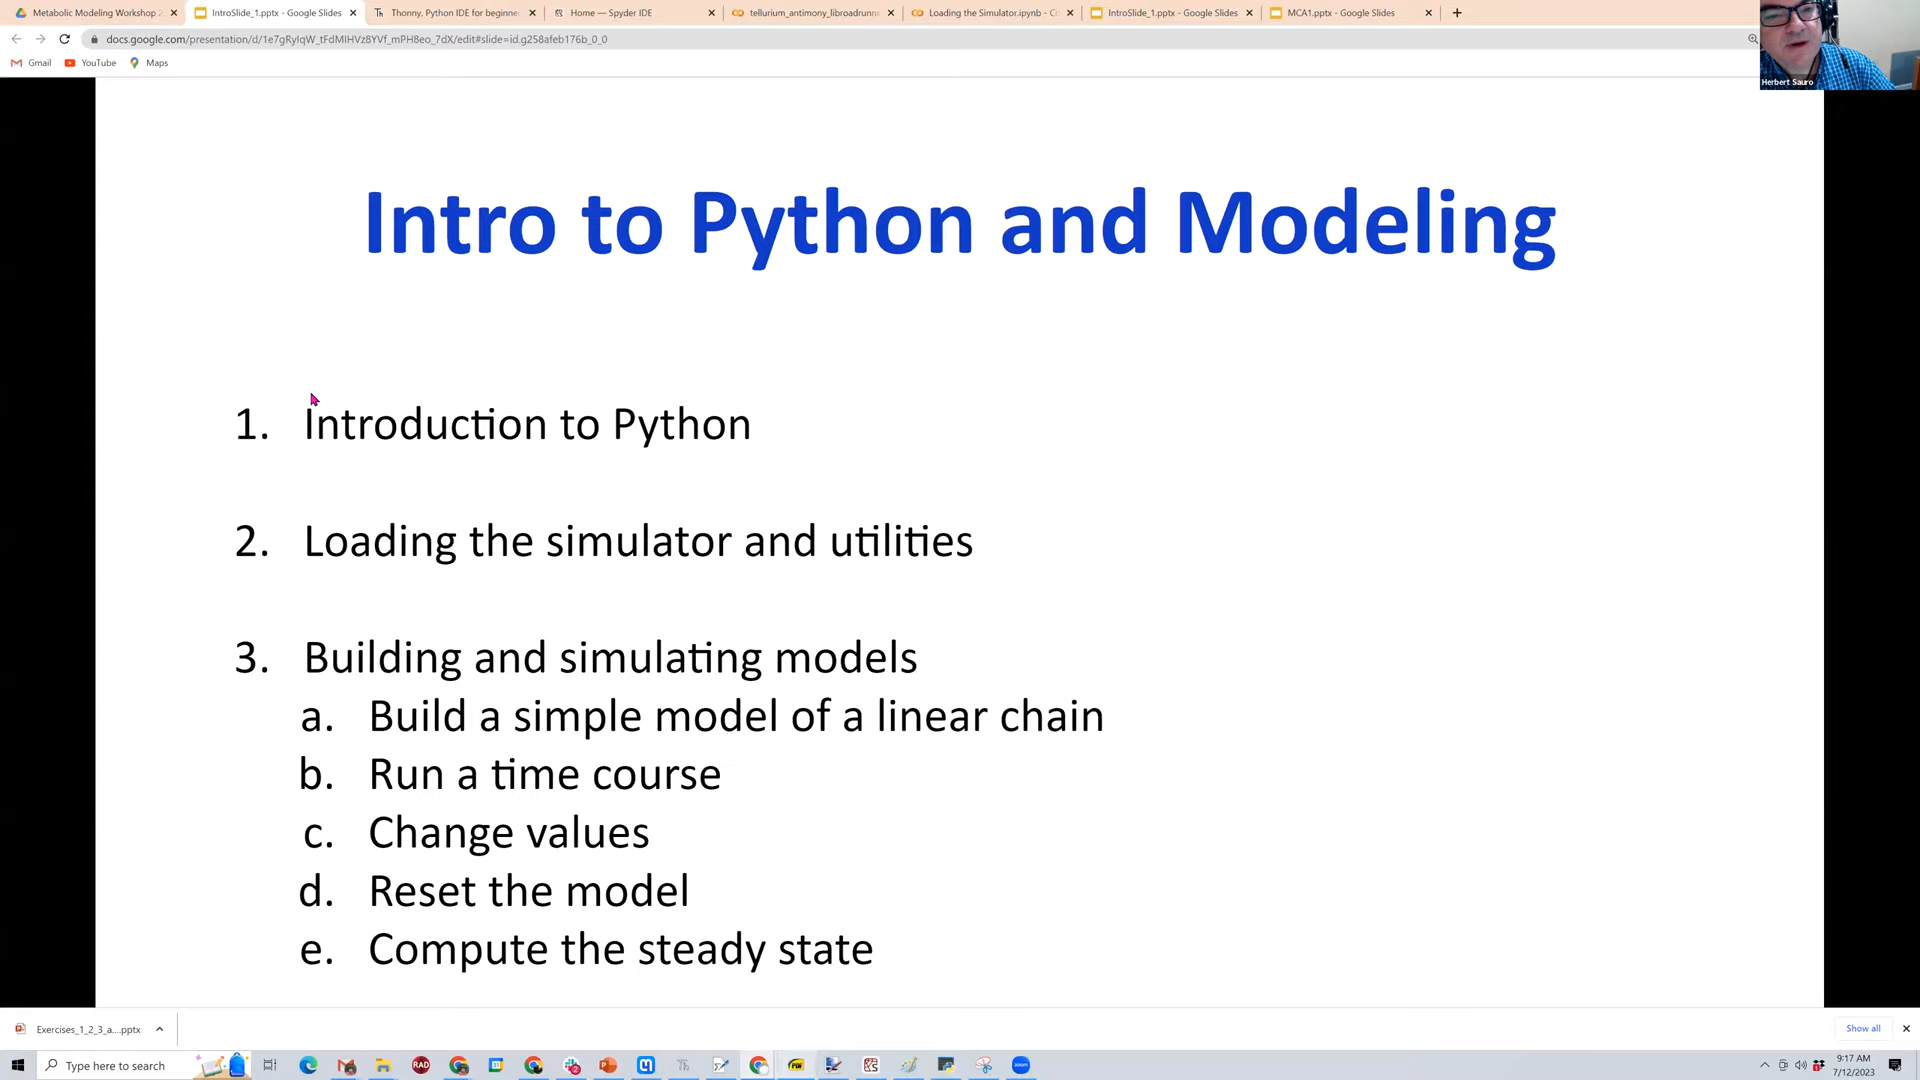 Metabolic Modeling Workshop 2
IntroSlide_1.pptx - Google Slides
Thonny, Python IDE for beginne
Home — Spyder IDE
tellurium_antimony_libroadrunne
Loading the Simulator.ipynb - Co
IntroSlide_1.pptx - Google Slides
MCA1.pptx - Google Slides
docs.google.com/presentation/d/1e7gRyIqW_tFdMIHVz8YVf_mPH8eo_7dX/edit#slide=id.g258afeb176b_0_0
Gmail
YouTube
Maps
Herbert Sauro
Intro to Python and Modeling
1. Introduction to Python
2. Loading the simulator and utilities
3. Building and simulating models
a. Build a simple model of a linear chain
b. Run a time course
c. Change values
d. Reset the model
e. Compute the steady state
Exercises_1_2_3_a....pptx
Show all
Type here to search
9:17 AM
7/12/2023